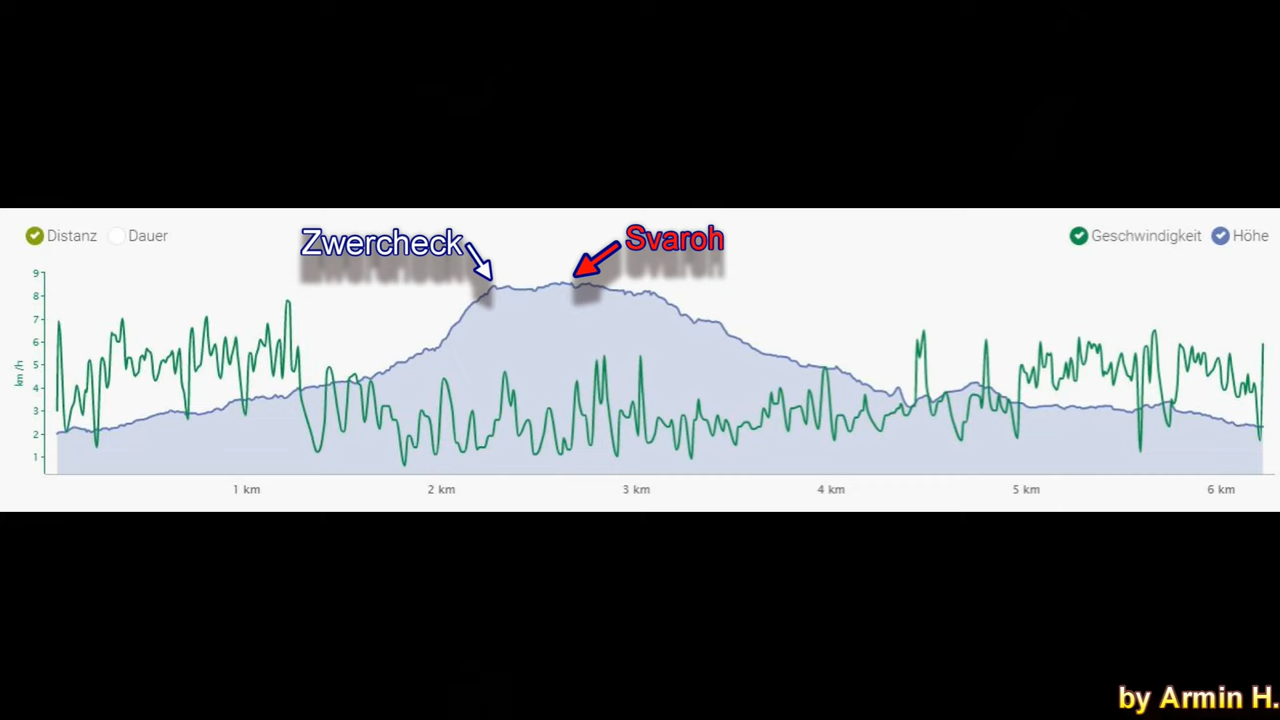 Zwercheck
Svaroh
Distanz Dauer
Geschwindigkeit Höhe
9
8
7
6
5
4
3
2
1
km /h
1 km 2 km 3 km 4 km 5 km 6 km
by Armin H.